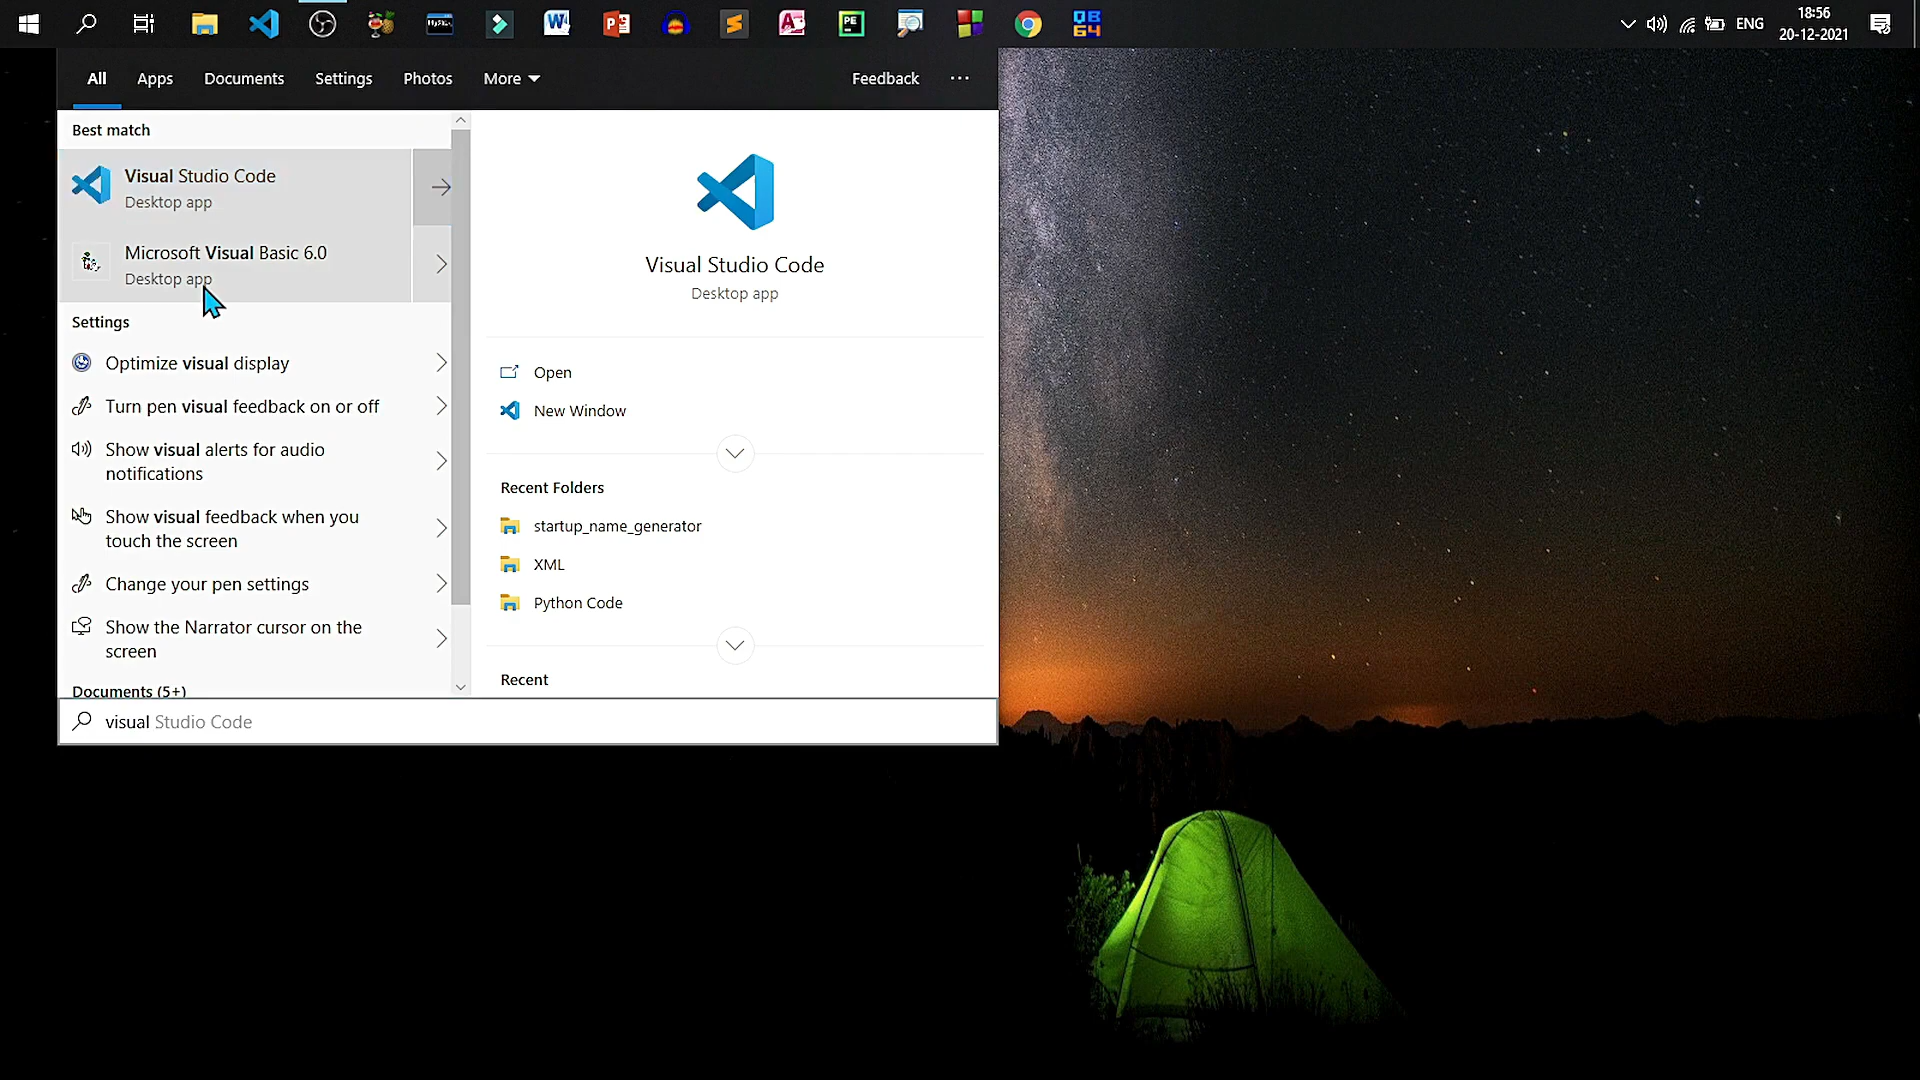 MySQL
W
P
A
PE
QB
64
ENG
18:56
20-12-2021
All
Apps
Documents
Settings
Photos
More
Feedback
Best match
Visual Studio Code
Desktop app
Microsoft Visual Basic 6.0
Desktop app
Settings
Optimize visual display
Turn pen visual feedback on or off
Show visual alerts for audio
notifications
Show visual feedback when you
touch the screen
Change your pen settings
Show the Narrator cursor on the
screen
Documents (5+)
visual Studio Code
Visual Studio Code
Desktop app
Open
New Window
Recent Folders
startup_name_generator
XML
Python Code
Recent